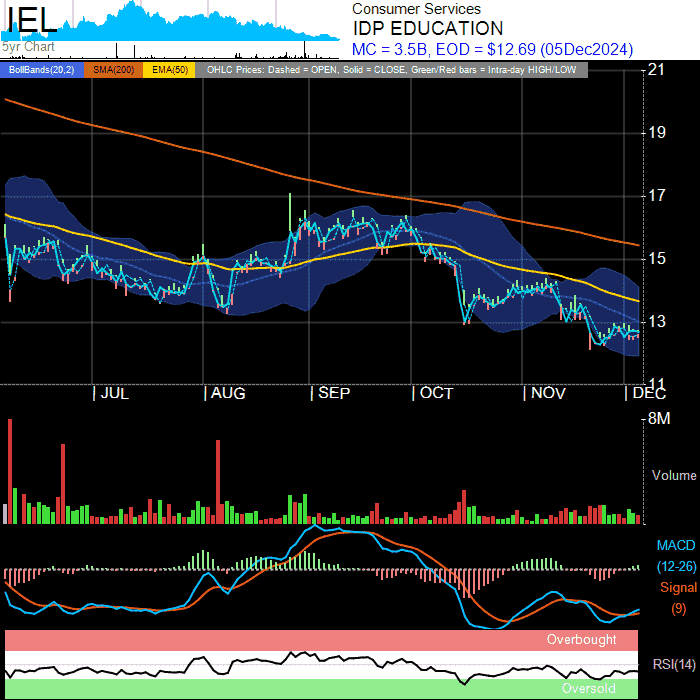 IEL
5yr Chart
Consumer Services
IDP EDUCATION
MC = 3.5B, EOD = $12.69 (05Dec2024)
BollBands(20,2) SMA(200) EMA(50) OHLC Prices: Dashed = OPEN, Solid = CLOSE, Green/Red bars = Intra-day HIGH/LOW
21
19
17
15
13
11
JUL AUG SEP OCT NOV DEC
8M
Volume
MACD
(12-26)
Signal
(9)
Overbought
RSI(14)
Oversold